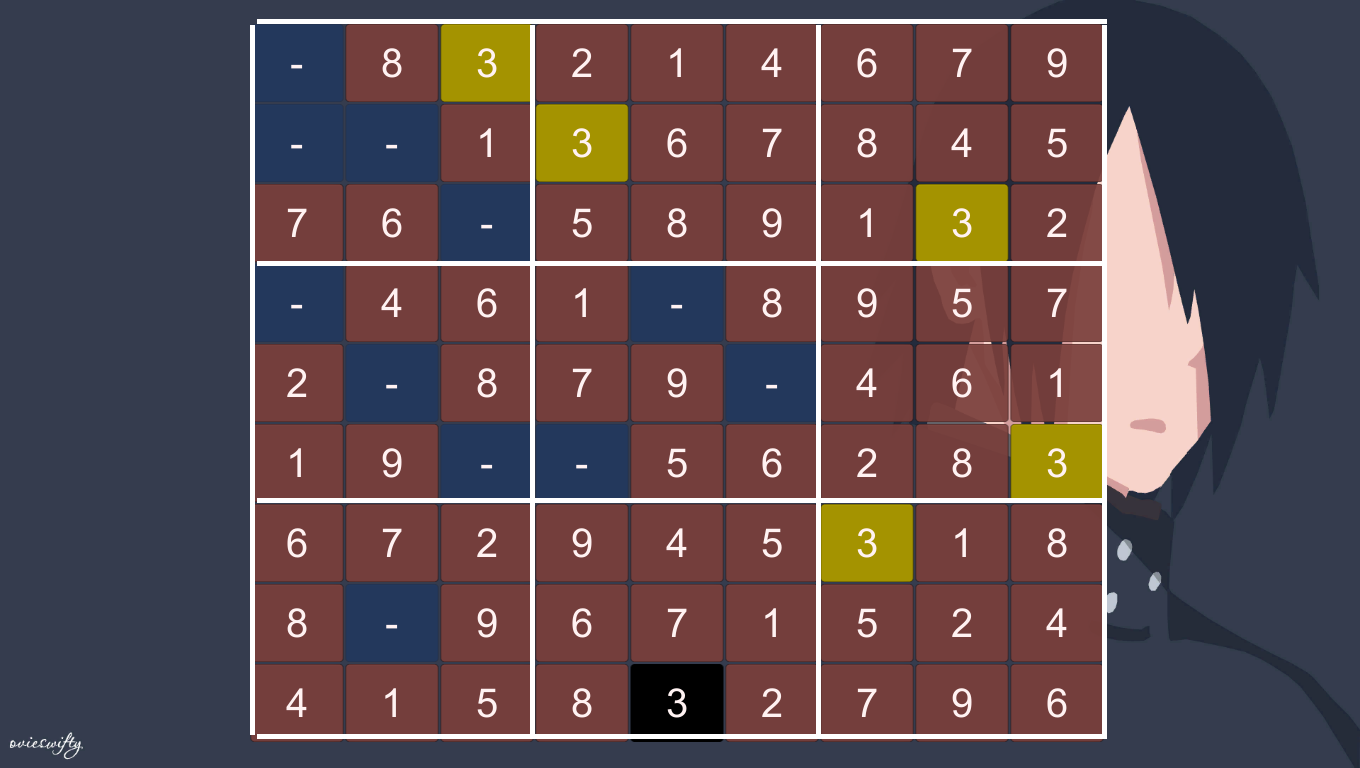 - 8 3 2 1 4 6 7 9
- - 1 3 6 7 8 4 5
7 6 - 5 8 9 1 3 2
- 4 6 1 - 8 9 5 7
2 - 8 7 9 - 4 6 1
1 9 - - 5 6 2 8 3
6 7 2 9 4 5 3 1 8
8 - 9 6 7 1 5 2 4
4 1 5 8 3 2 7 9 6
ovieswifty